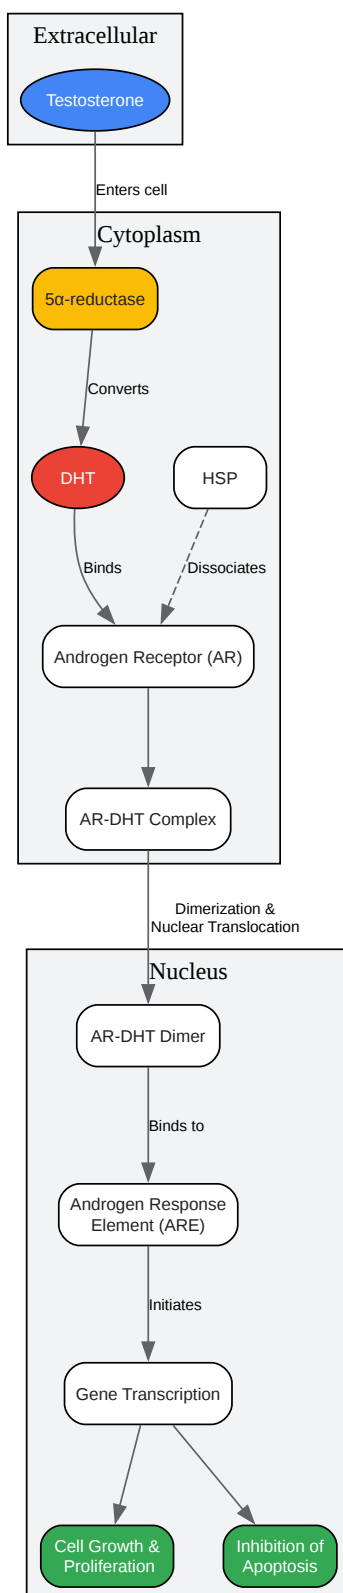 Extracellular
Testosterone
Enters cell
Cytoplasm
5α-reductase
Converts
DHT
HSP
Binds
Dissociates
Androgen Receptor (AR)
AR-DHT Complex
Dimerization &
Nuclear Translocation
Nucleus
AR-DHT Dimer
Binds to
Androgen Response
Element (ARE)
Initiates
Gene Transcription
Cell Growth &
Proliferation
Inhibition of
Apoptosis